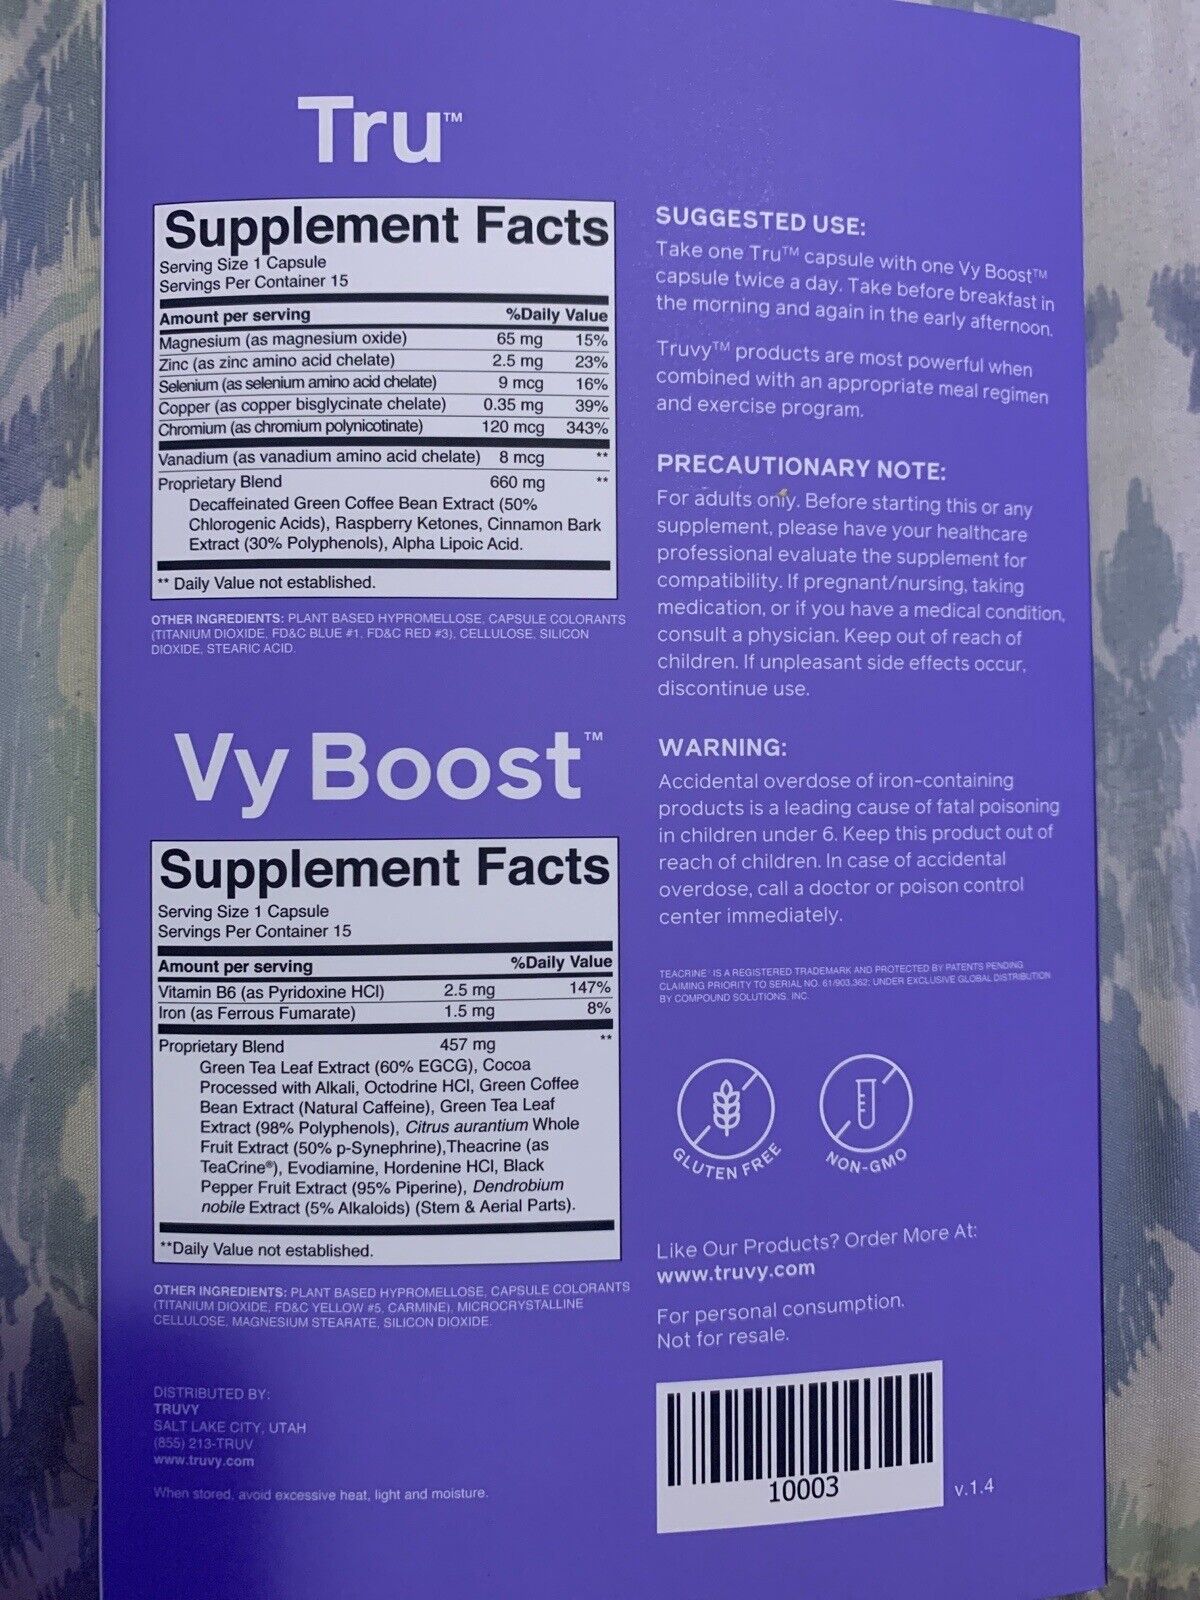 Tru™
Supplement Facts
Serving Size 1 Capsule
Servings Per Container 15
Amount per serving %Daily Value
Magnesium (as magnesium oxide) 65 mg 15%
Zinc (as zinc amino acid chelate) 2.5 mg 23%
Selenium (as selenium amino acid chelate) 9 mcg 16%
Copper (as copper bisglycinate chelate) 0.35 mg 39%
Chromium (as chromium polynicotinate) 120 mcg 343%
Vanadium (as vanadium amino acid chelate) 8 mcg **
Proprietary Blend 660 mg **
Decaffeinated Green Coffee Bean Extract (50%
Chlorogenic Acids), Raspberry Ketones, Cinnamon Bark
Extract (30% Polyphenols), Alpha Lipoic Acid.
** Daily Value not established.
OTHER INGREDIENTS: PLANT BASED HYPROMELLOSE, CAPSULE COLORANTS
(TITANIUM DIOXIDE, FD&C BLUE #1, FD&C RED #3), CELLULOSE, SILICON
DIOXIDE, STEARIC ACID.
Vy Boost™
Supplement Facts
Serving Size 1 Capsule
Servings Per Container 15
Amount per serving %Daily Value
Vitamin B6 (as Pyridoxine HCl) 2.5 mg 147%
Iron (as Ferrous Fumarate) 1.5 mg 8%
Proprietary Blend 457 mg **
Green Tea Leaf Extract (60% EGCG), Cocoa
Processed with Alkali, Octodrine HCl, Green Coffee
Bean Extract (Natural Caffeine), Green Tea Leaf
Extract (98% Polyphenols), Citrus aurantium Whole
Fruit Extract (50% p-Synephrine),Theacrine (as
TeaCrine®), Evodiamine, Hordenine HCl, Black
Pepper Fruit Extract (95% Piperine), Dendrobium
nobile Extract (5% Alkaloids) (Stem & Aerial Parts).
**Daily Value not established.
OTHER INGREDIENTS: PLANT BASED HYPROMELLOSE, CAPSULE COLORANTS
(TITANIUM DIOXIDE, FD&C YELLOW #5, CARMINE), MICROCRYSTALLINE
CELLULOSE, MAGNESIUM STEARATE, SILICON DIOXIDE.
DISTRIBUTED BY:
TRUVY
SALT LAKE CITY, UTAH
(855) 213-TRUV
www.truvy.com
When stored, avoid excessive heat, light and moisture.
SUGGESTED USE:
Take one Tru™ capsule with one Vy Boost™
capsule twice a day. Take before breakfast in
the morning and again in the early afternoon.
Truvy™ products are most powerful when
combined with an appropriate meal regimen
and exercise program.
PRECAUTIONARY NOTE:
For adults only. Before starting this or any
supplement, please have your healthcare
professional evaluate the supplement for
compatibility. If pregnant/nursing, taking
medication, or if you have a medical condition,
consult a physician. Keep out of reach of
children. If unpleasant side effects occur,
discontinue use.
WARNING:
Accidental overdose of iron-containing
products is a leading cause of fatal poisoning
in children under 6. Keep this product out of
reach of children. In case of accidental
overdose, call a doctor or poison control
center immediately.
TEACRINE® IS A REGISTERED TRADEMARK AND PROTECTED BY PATENTS PENDING
CLAIMING PRIORITY TO SERIAL NO. 61/903,362; UNDER EXCLUSIVE GLOBAL DISTRIBUTION
BY COMPOUND SOLUTIONS, INC.
GLUTEN FREE
NON-GMO
Like Our Products? Order More At:
www.truvy.com
For personal consumption.
Not for resale.
10003
v.1.4